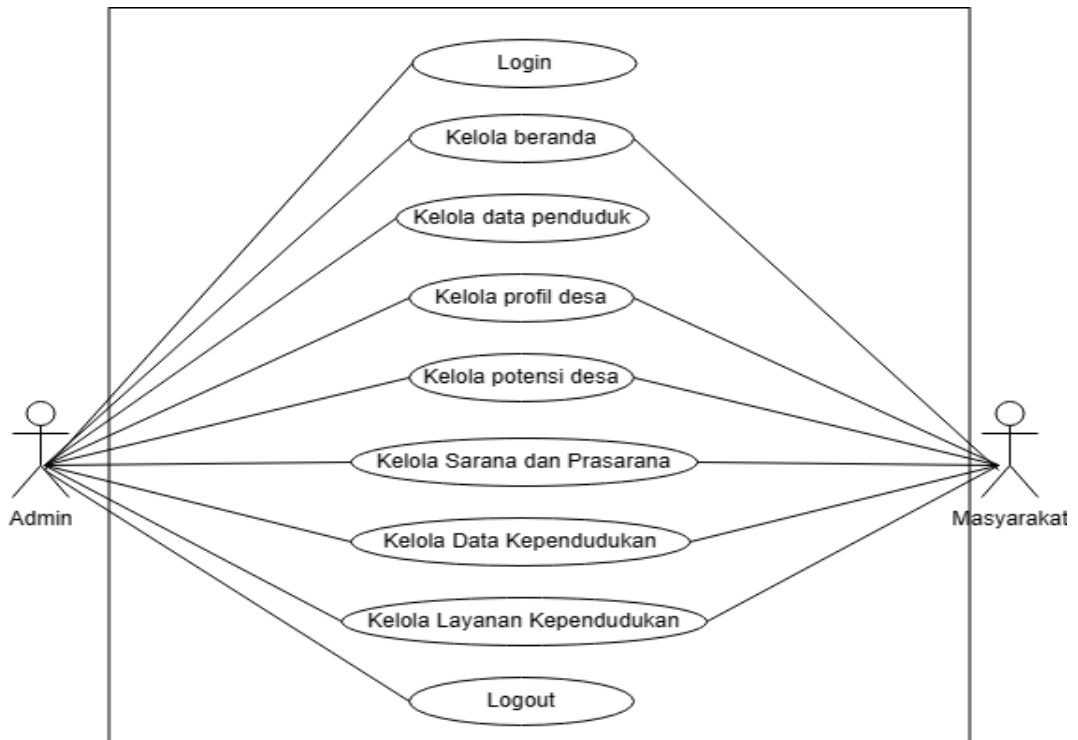 Login
Kelola beranda
Kelola data penduduk
Kelola profil desa
Kelola potensi desa
Kelola Sarana dan Prasarana
Admin
Masyarakat
Kelola Data Kependudukan
Kelola Layanan Kependudukan
Logout